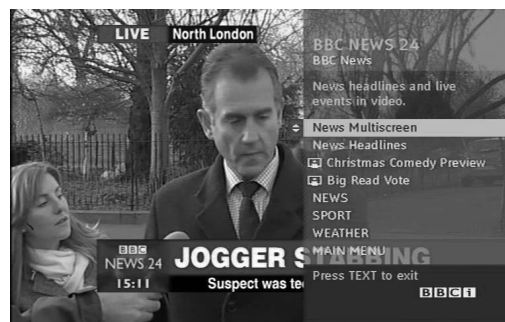 LIVE North London
BBC NEWS 24
BBC News
News headlines and live
events in video.
News Multiscreen
News Headlines
Christmas Comedy Preview
Big Read Vote
NEWS
SPORT
WEATHER
MAIN MENU
Press TEXT to exit
BBCi
BBC
NEWS 24
15:11
JOGGER STABBING
Suspect was